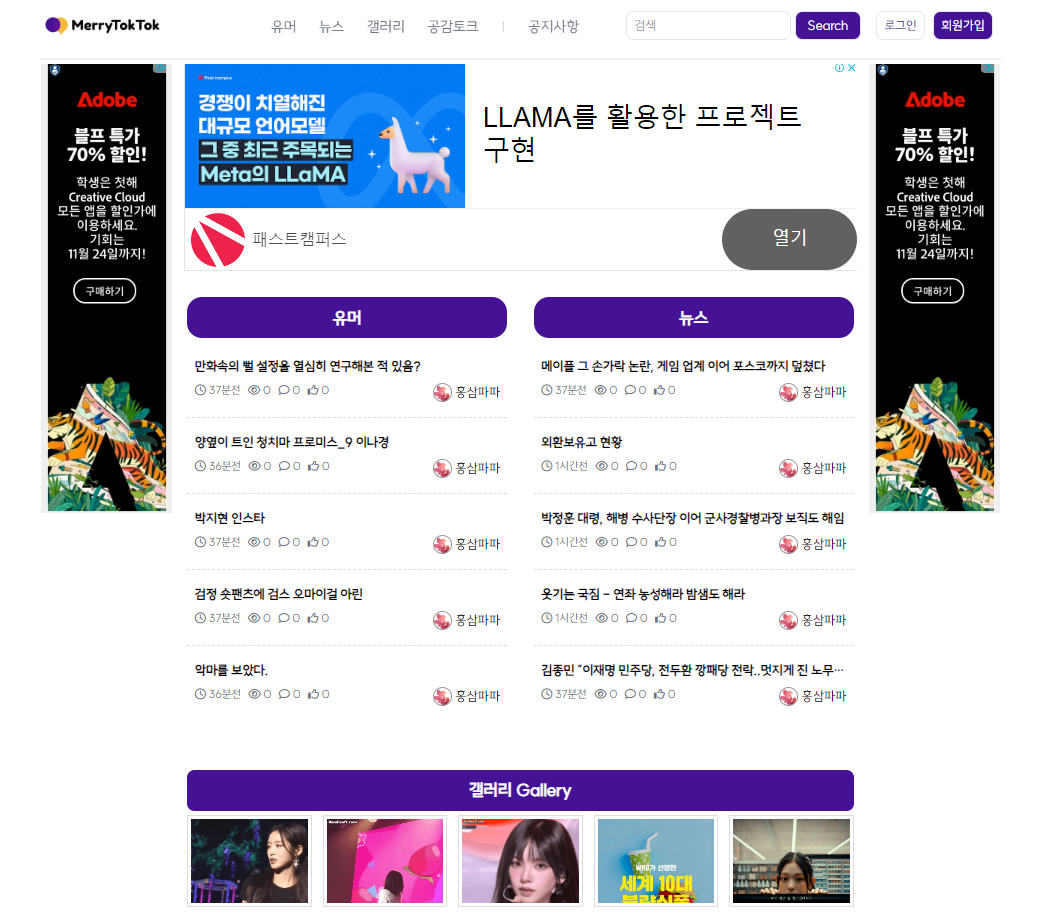 MerryTokTok
유머 뉴스 갤러리 공감토크 | 공지사항
검색
Search
로그인
회원가입
Adobe
블프 특가
70% 할인!
학생은 첫해
Creative Cloud
모든 앱을 할인가에
이용하세요.
기회는
11월 24일까지!
구매하기
Fast campus
경쟁이 치열해진
대규모 언어모델
그 중 최근 주목되는
Meta의 LLaMA
LLAMA를 활용한 프로젝트
구현
패스트캠퍼스
열기
Adobe
블프 특가
70% 할인!
학생은 첫해
Creative Cloud
모든 앱을 할인가에
이용하세요.
기회는
11월 24일까지!
구매하기
유머
만화속의 뻘 설정을 열심히 연구해본 적 있음?
37분전 0 0 0 홍삼파파
양옆이 트인 청치마 프로미스_9 이나경
36분전 0 0 0 홍삼파파
박지현 인스타
37분전 0 0 0 홍삼파파
검정 숏팬츠에 검스 오마이걸 아린
37분전 0 0 0 홍삼파파
악마를 보았다.
36분전 0 0 0 홍삼파파
뉴스
메이플 그 손가락 논란, 게임 업계 이어 포스코까지 덮쳤다
37분전 0 0 0 홍삼파파
외환보유고 현황
1시간전 0 0 0 홍삼파파
박정훈 대령, 해병 수사단장 이어 군사경찰병과장 보직도 해임
1시간전 0 0 0 홍삼파파
웃기는 국짐 - 연좌 농성해라 밤샘도 해라
1시간전 0 0 0 홍삼파파
김종민 "이재명 민주당, 전두환 깡패당 전락..멋지게 진 노무…
37분전 0 0 0 홍삼파파
갤러리 Gallery
WHO가 선정한
세계 10대
불량식품